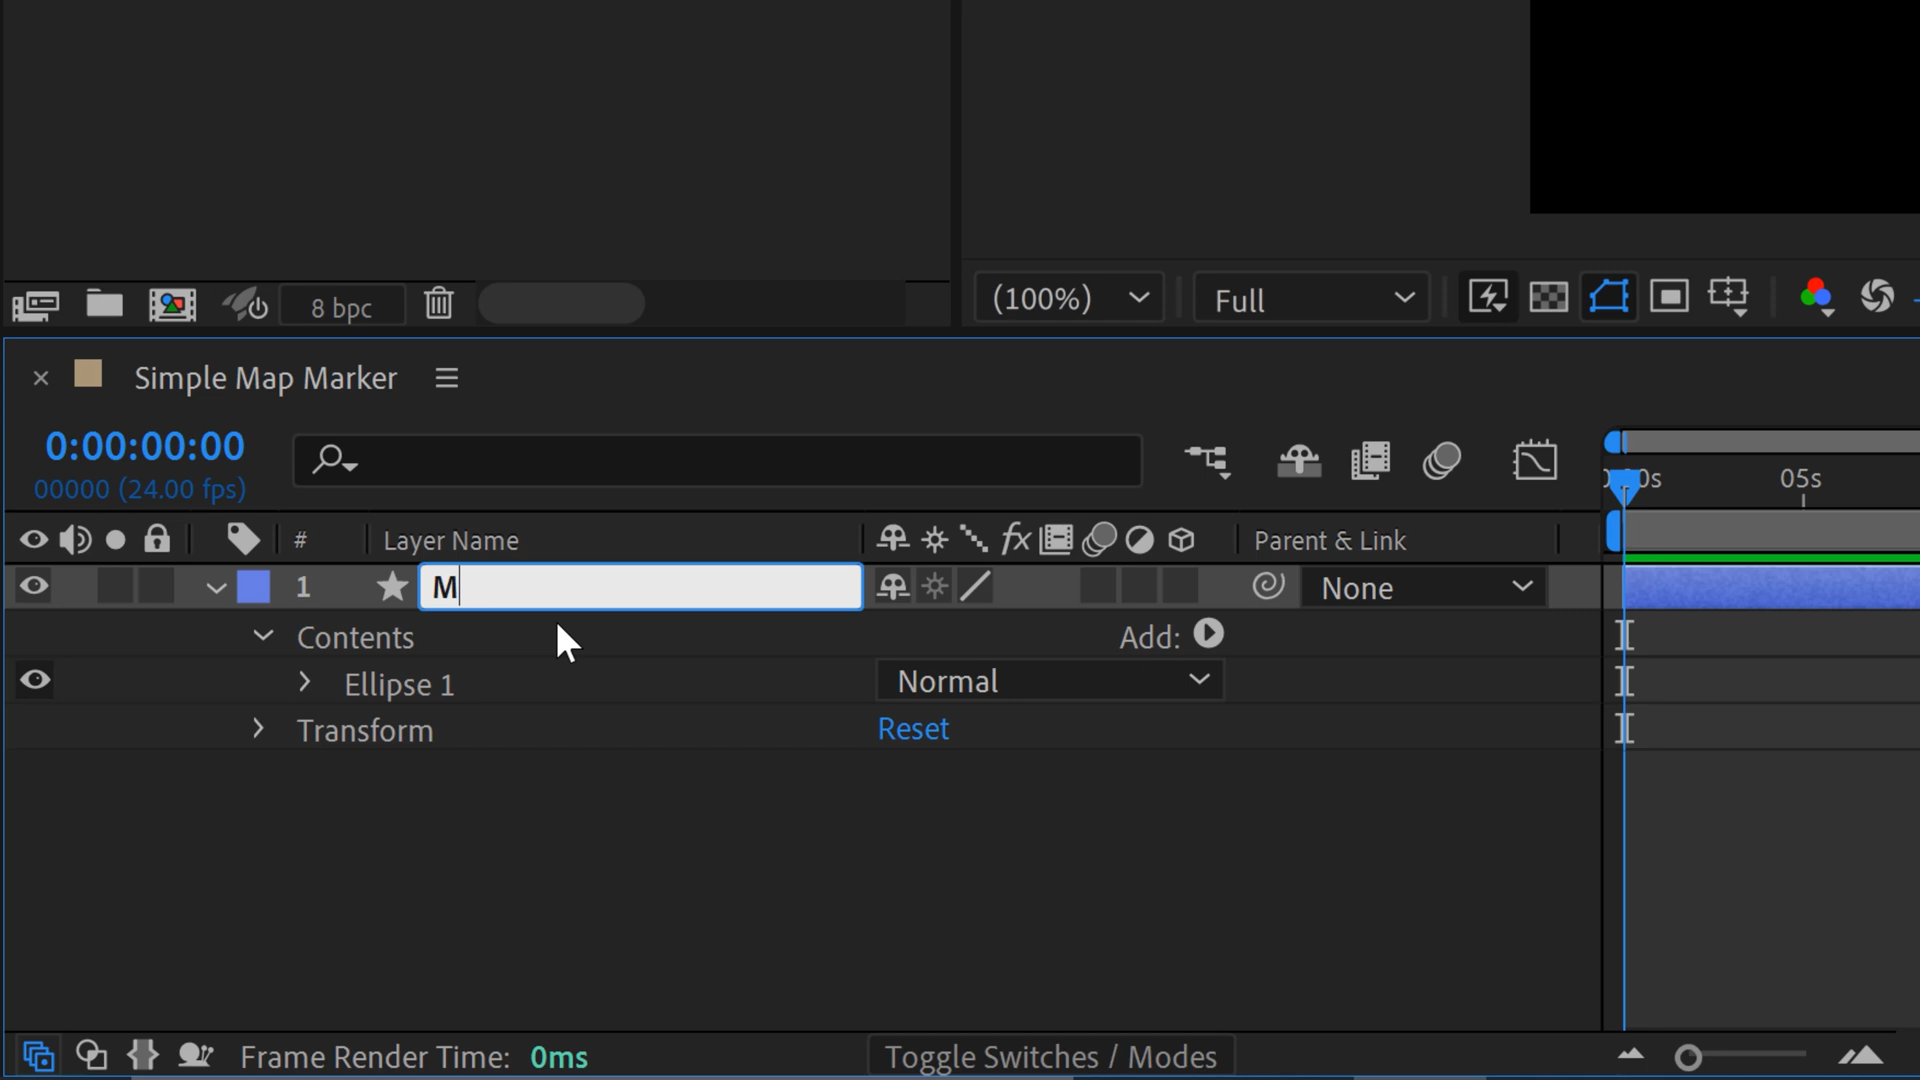 8 bpc
(100%)
Full
Simple Map Marker
0:00:00:00
00000 (24.00 fps)
05s
# Layer Name
Parent & Link
1 M
None
Contents
Add:
Ellipse 1
Normal
Transform
Reset
Frame Render Time: 0ms
Toggle Switches / Modes